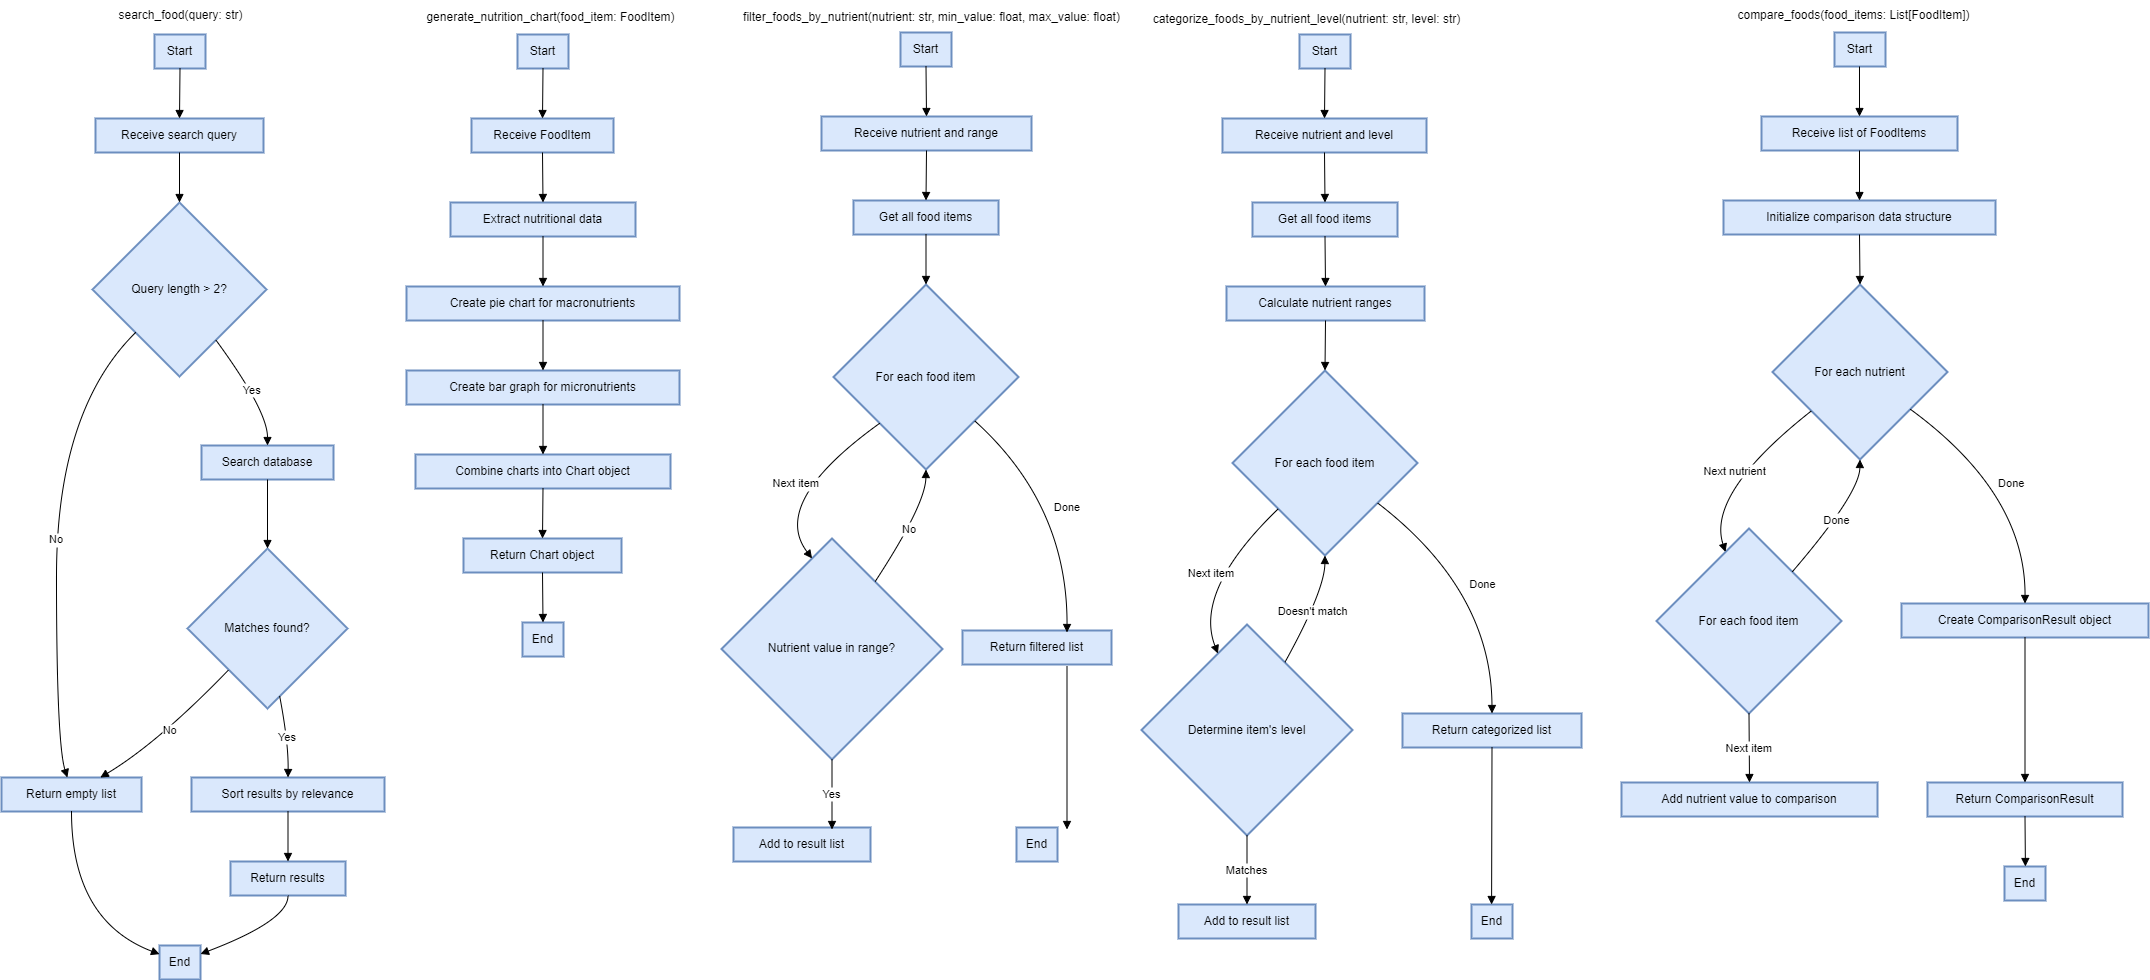 search_food(query: str)
Start
Receive search query
Query length > 2?
Yes
No
Search database
Matches found?
No
Yes
Return empty list
Sort results by relevance
Return results
End
generate_nutrition_chart(food_item: FoodItem)
Start
Receive FoodItem
Extract nutritional data
Create pie chart for macronutrients
Create bar graph for micronutrients
Combine charts into Chart object
Return Chart object
End
filter_foods_by_nutrient(nutrient: str, min_value: float, max_value: float)
Start
Receive nutrient and range
Get all food items
For each food item
Next item
No
Done
Nutrient value in range?
Return filtered list
Yes
Add to result list
End
categorize_foods_by_nutrient_level(nutrient: str, level: str)
Start
Receive nutrient and level
Get all food items
Calculate nutrient ranges
For each food item
Next item
Doesn't match
Done
Determine item's level
Return categorized list
Matches
Add to result list
End
compare_foods(food_items: List[FoodItem])
Start
Receive list of FoodItems
Initialize comparison data structure
For each nutrient
Next nutrient
Done
Done
For each food item
Create ComparisonResult object
Next item
Add nutrient value to comparison
Return ComparisonResult
End